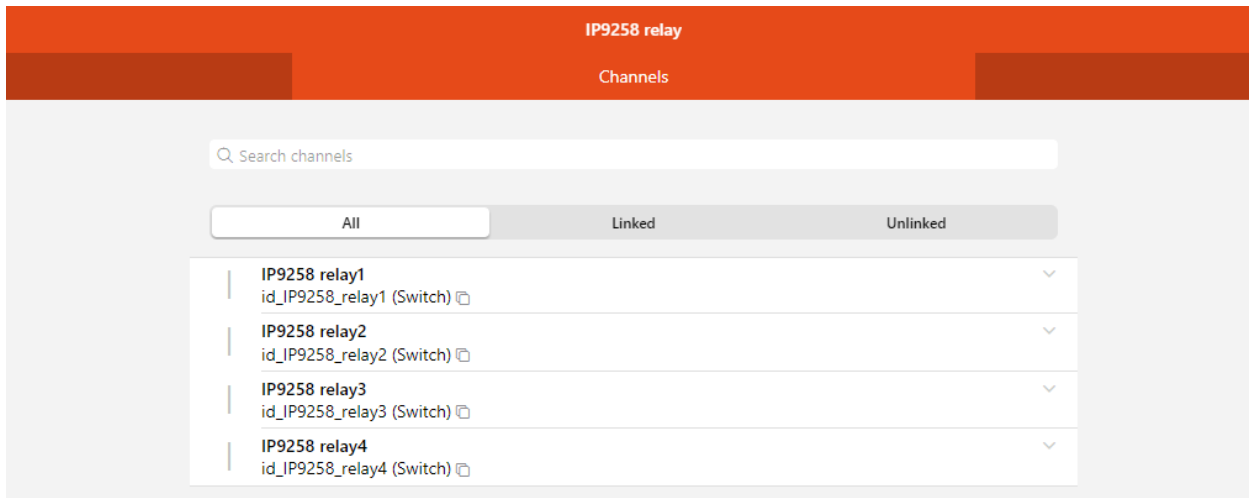 IP9258 relay
Channels
Search channels
All
Linked
Unlinked
IP9258 relay1
id_IP9258_relay1 (Switch)
IP9258 relay2
id_IP9258_relay2 (Switch)
IP9258 relay3
id_IP9258_relay3 (Switch)
IP9258 relay4
id_IP9258_relay4 (Switch)